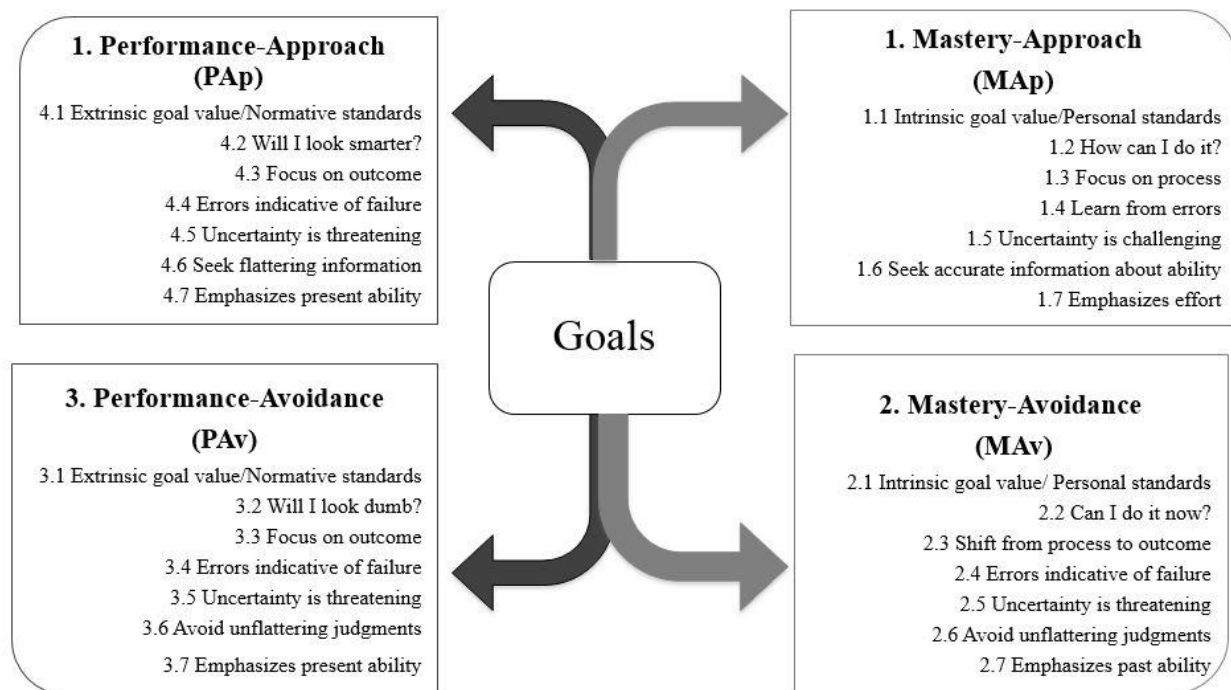 1. Performance-Approach
(PAp)
4.1 Extrinsic goal value/Normative standards
4.2 Will I look smarter?
4.3 Focus on outcome
4.4 Errors indicative of failure
4.5 Uncertainty is threatening
4.6 Seek flattering information
4.7 Emphasizes present ability
1. Mastery-Approach
(MAp)
1.1 Intrinsic goal value/Personal standards
1.2 How can I do it?
1.3 Focus on process
1.4 Learn from errors
1.5 Uncertainty is challenging
1.6 Seek accurate information about ability
1.7 Emphasizes effort
Goals
3. Performance-Avoidance
(PAv)
3.1 Extrinsic goal value/Normative standards
3.2 Will I look dumb?
3.3 Focus on outcome
3.4 Errors indicative of failure
3.5 Uncertainty is threatening
3.6 Avoid unflattering judgments
3.7 Emphasizes present ability
2. Mastery-Avoidance
(MAv)
2.1 Intrinsic goal value/ Personal standards
2.2 Can I do it now?
2.3 Shift from process to outcome
2.4 Errors indicative of failure
2.5 Uncertainty is threatening
2.6 Avoid unflattering judgments
2.7 Emphasizes past ability